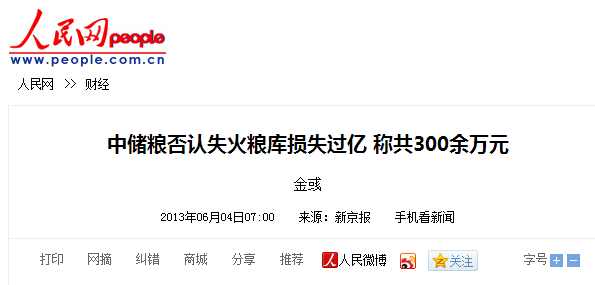 人民网 people
www.people.com.cn
人民网 >> 财经
中储粮否认失火粮库损失过亿 称共300余万元
金彧
2013年06月04日07:00 来源：新京报 手机看新闻
打印 网摘 纠错 商城 分享 推荐 人 人民微博 关注 字号